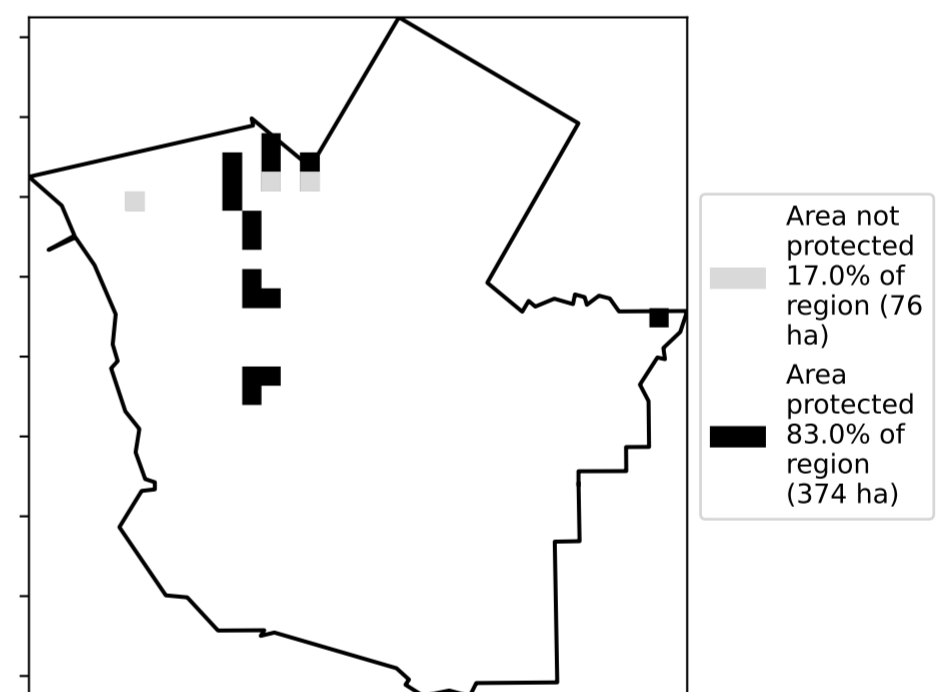 Area not
protected
17.0% of
region (76
ha)
Area
protected
83.0% of
region
(374 ha)